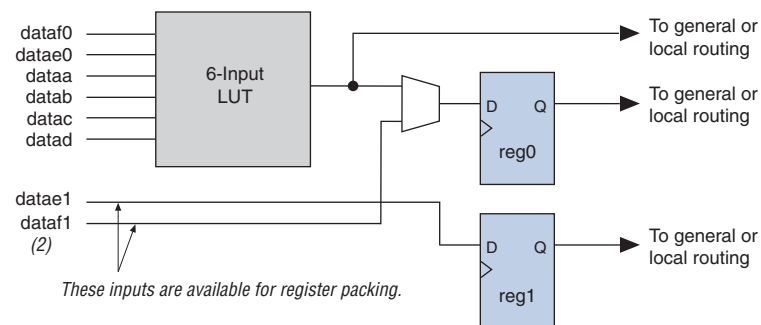 dataf0
datae0
dataa
datab
datac
datad
6-Input
LUT
To general or
local routing
D Q
reg0
To general or
local routing
datae1
dataf1
(2)
These inputs are available for register packing.
D Q
reg1
To general or
local routing